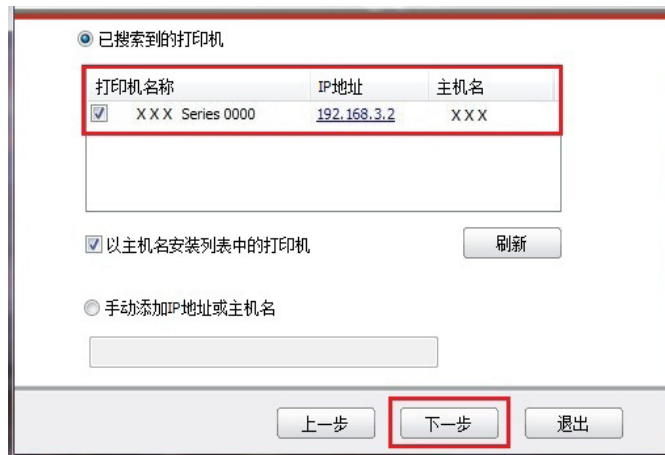 已搜索到的打印机
打印机名称 IP地址 主机名
X X X Series 0000 192.168.3.2 X X X
以主机名安装列表中的打印机 刷新
手动添加IP地址或主机名
上一步 下一步 退出